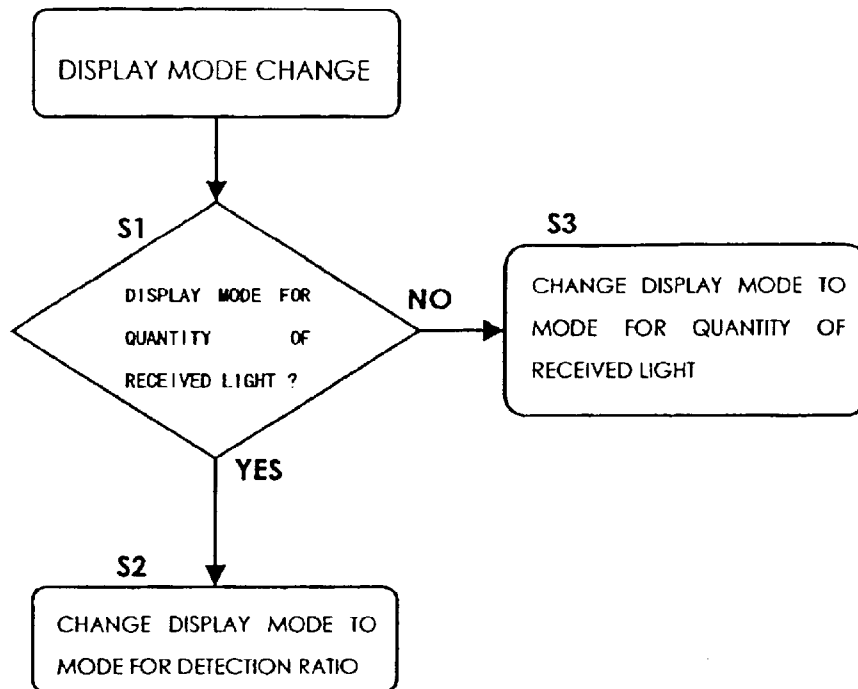 DISPLAY MODE CHANGE
S1
DISPLAY MODE FOR
QUANTITY OF
RECEIVED LIGHT ?
NO
YES
S3
CHANGE DISPLAY MODE TO
MODE FOR QUANTITY OF
RECEIVED LIGHT
S2
CHANGE DISPLAY MODE TO
MODE FOR DETECTION RATIO